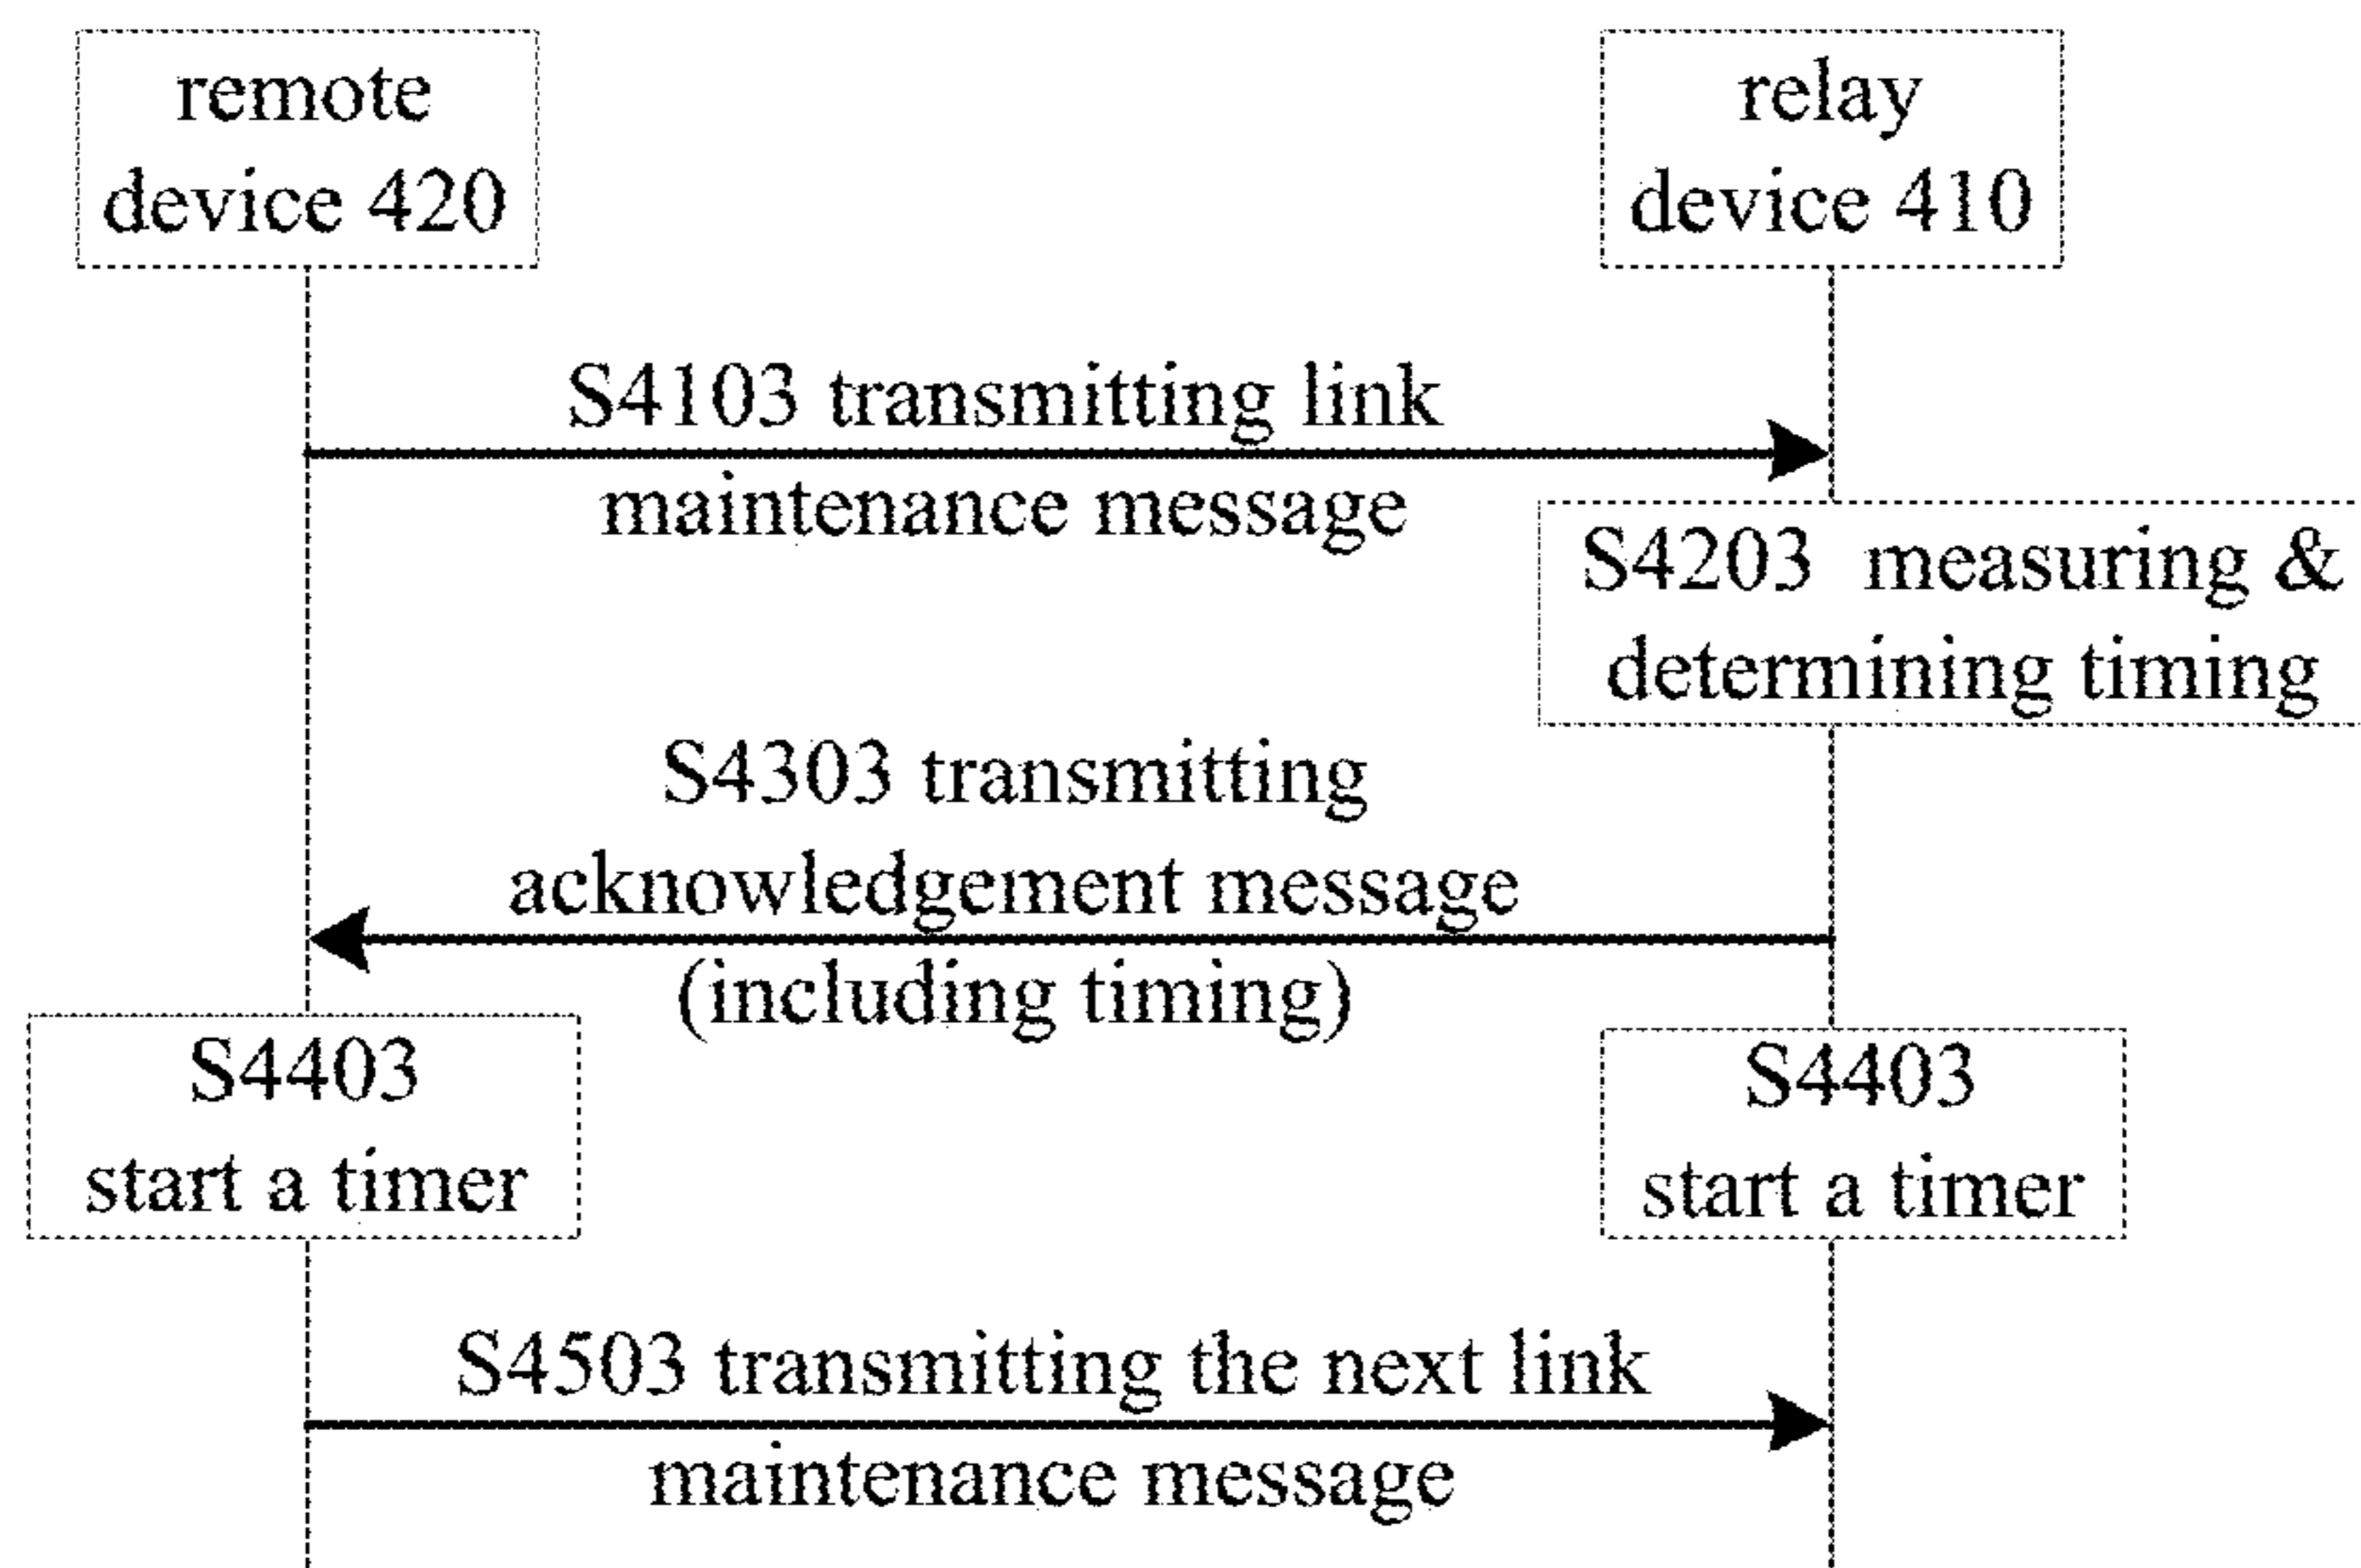 remote
device 420
relay
device 410
S4103 transmitting link
maintenance message
S4203 measuring &
determining timing
S4303 transmitting
acknowledgement message
(including timing)
S4403
start a timer
S4403
start a timer
S4503 transmitting the next link
maintenance message